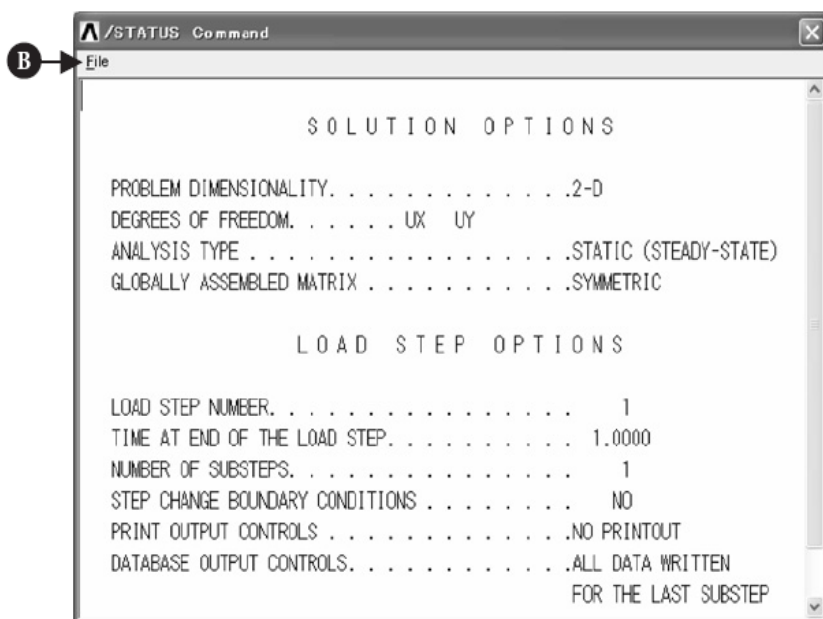 /STATUS Command
B
File
SOLUTION OPTIONS
PROBLEM DIMENSIONALITY. . . . . . . . . . . . .2-D
DEGREES OF FREEDOM. . . . . . UX UY
ANALYSIS TYPE . . . . . . . . . . . . . . . . .STATIC (STEADY-STATE)
GLOBALLY ASSEMBLED MATRIX . . . . . . . . . . .SYMMETRIC
LOAD STEP OPTIONS
LOAD STEP NUMBER. . . . . . . . . . . . . . . . 1
TIME AT END OF THE LOAD STEP. . . . . . . . . . 1.0000
NUMBER OF SUBSTEPS. . . . . . . . . . . . . . . 1
STEP CHANGE BOUNDARY CONDITIONS . . . . . . . . NO
PRINT OUTPUT CONTROLS . . . . . . . . . . . . .NO PRINTOUT
DATABASE OUTPUT CONTROLS. . . . . . . . . . . .ALL DATA WRITTEN
FOR THE LAST SUBSTEP